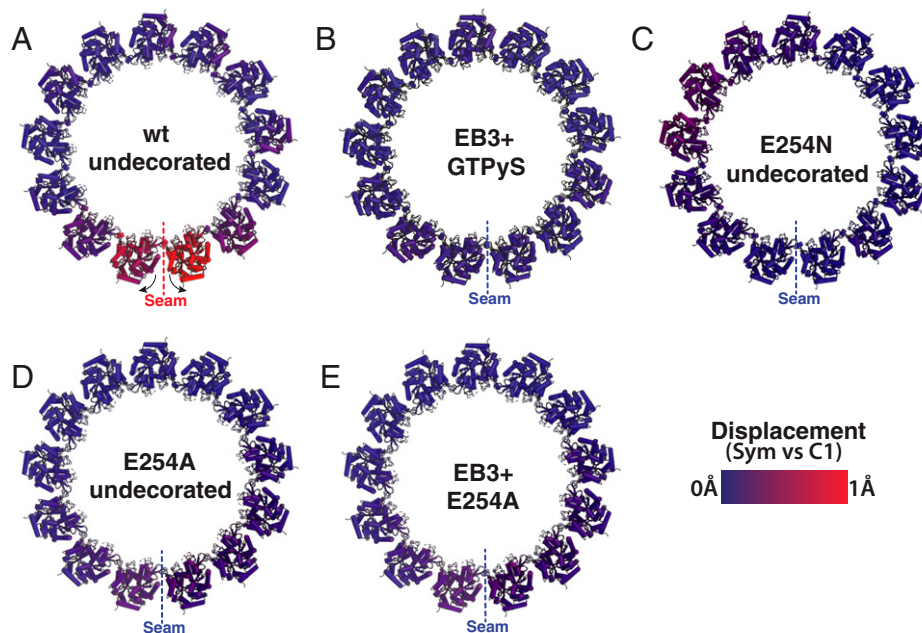 A
wt
undecorated
Seam
B
EB3+
GTPyS
Seam
C
E254N
undecorated
Seam
D
E254A
undecorated
Seam
E
EB3+
E254A
Seam
Displacement
(Sym vs C1)
0Å 1Å